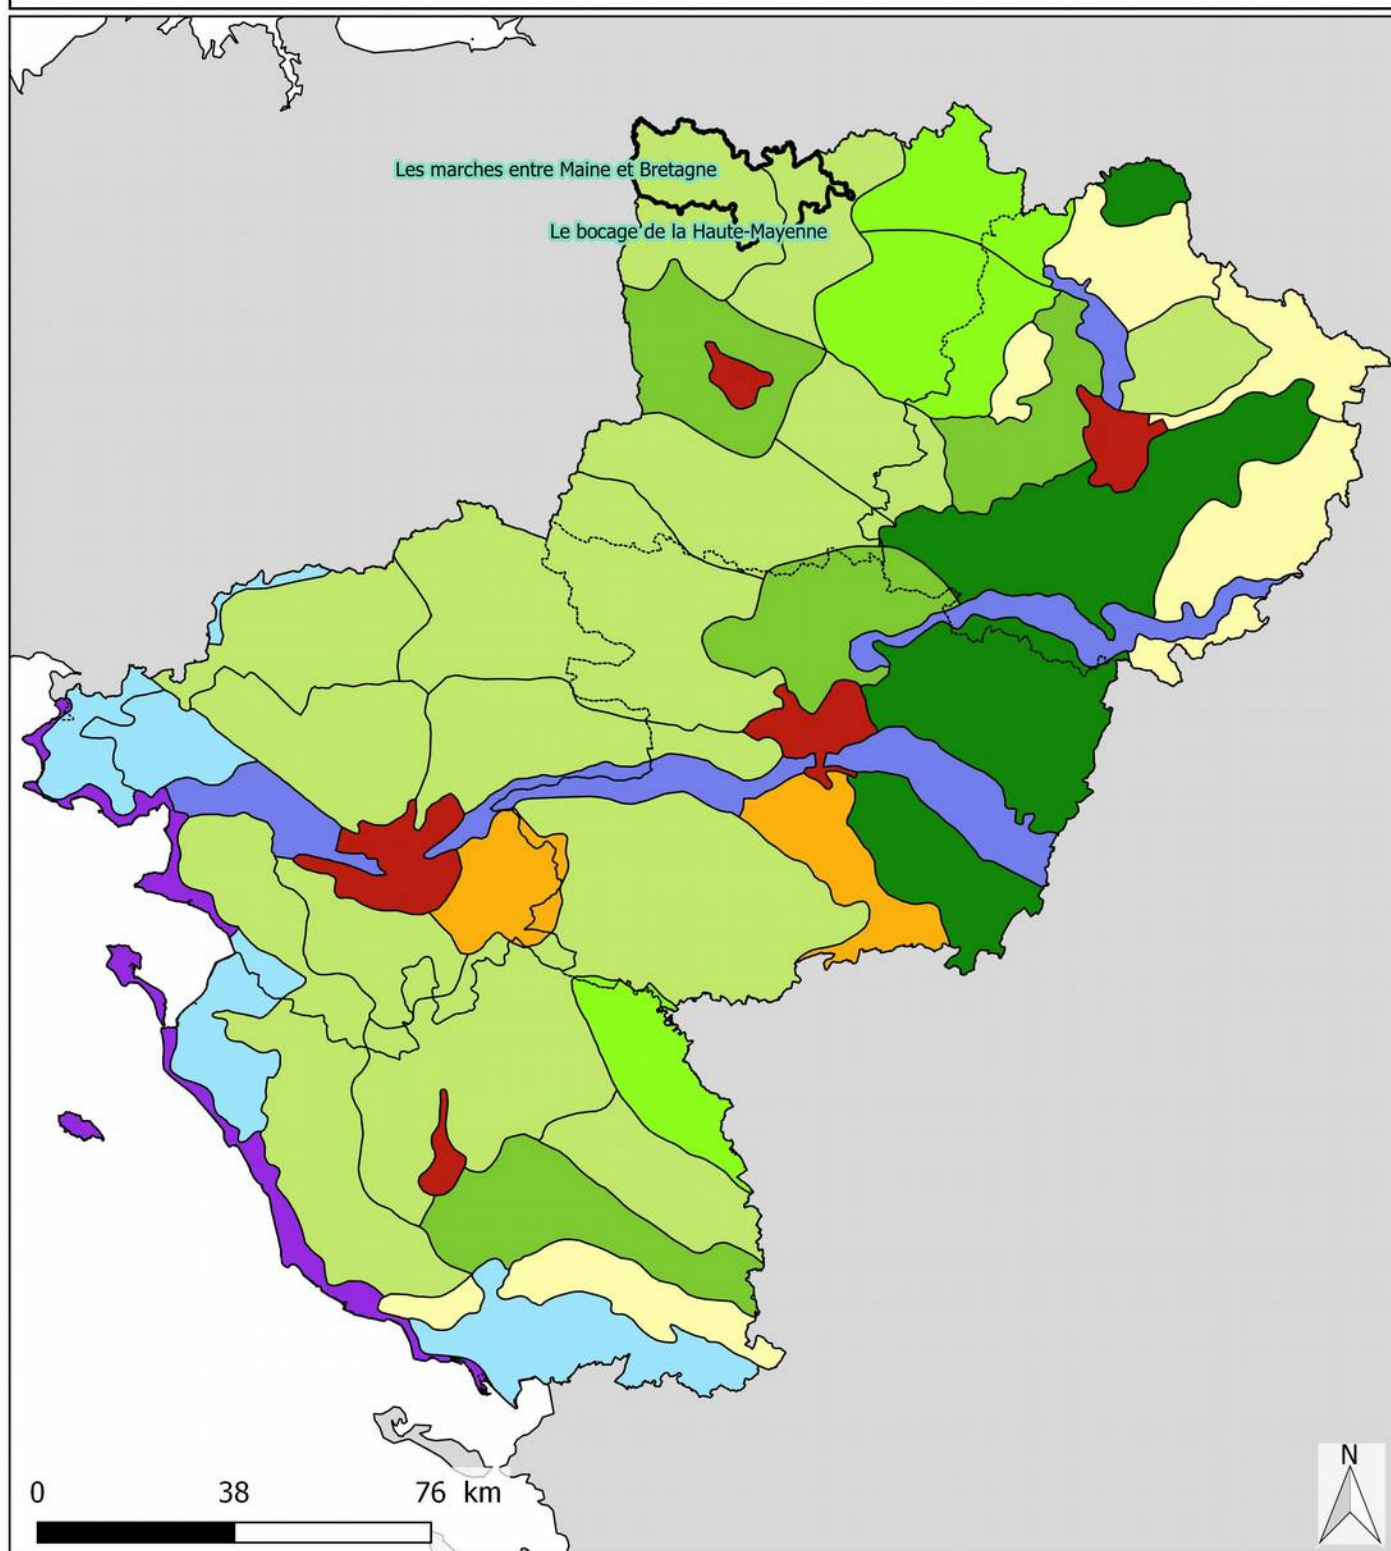 Les marches entre Maine et Bretagne
Le bocage de la Haute-Mayenne
N
0 38 76 km